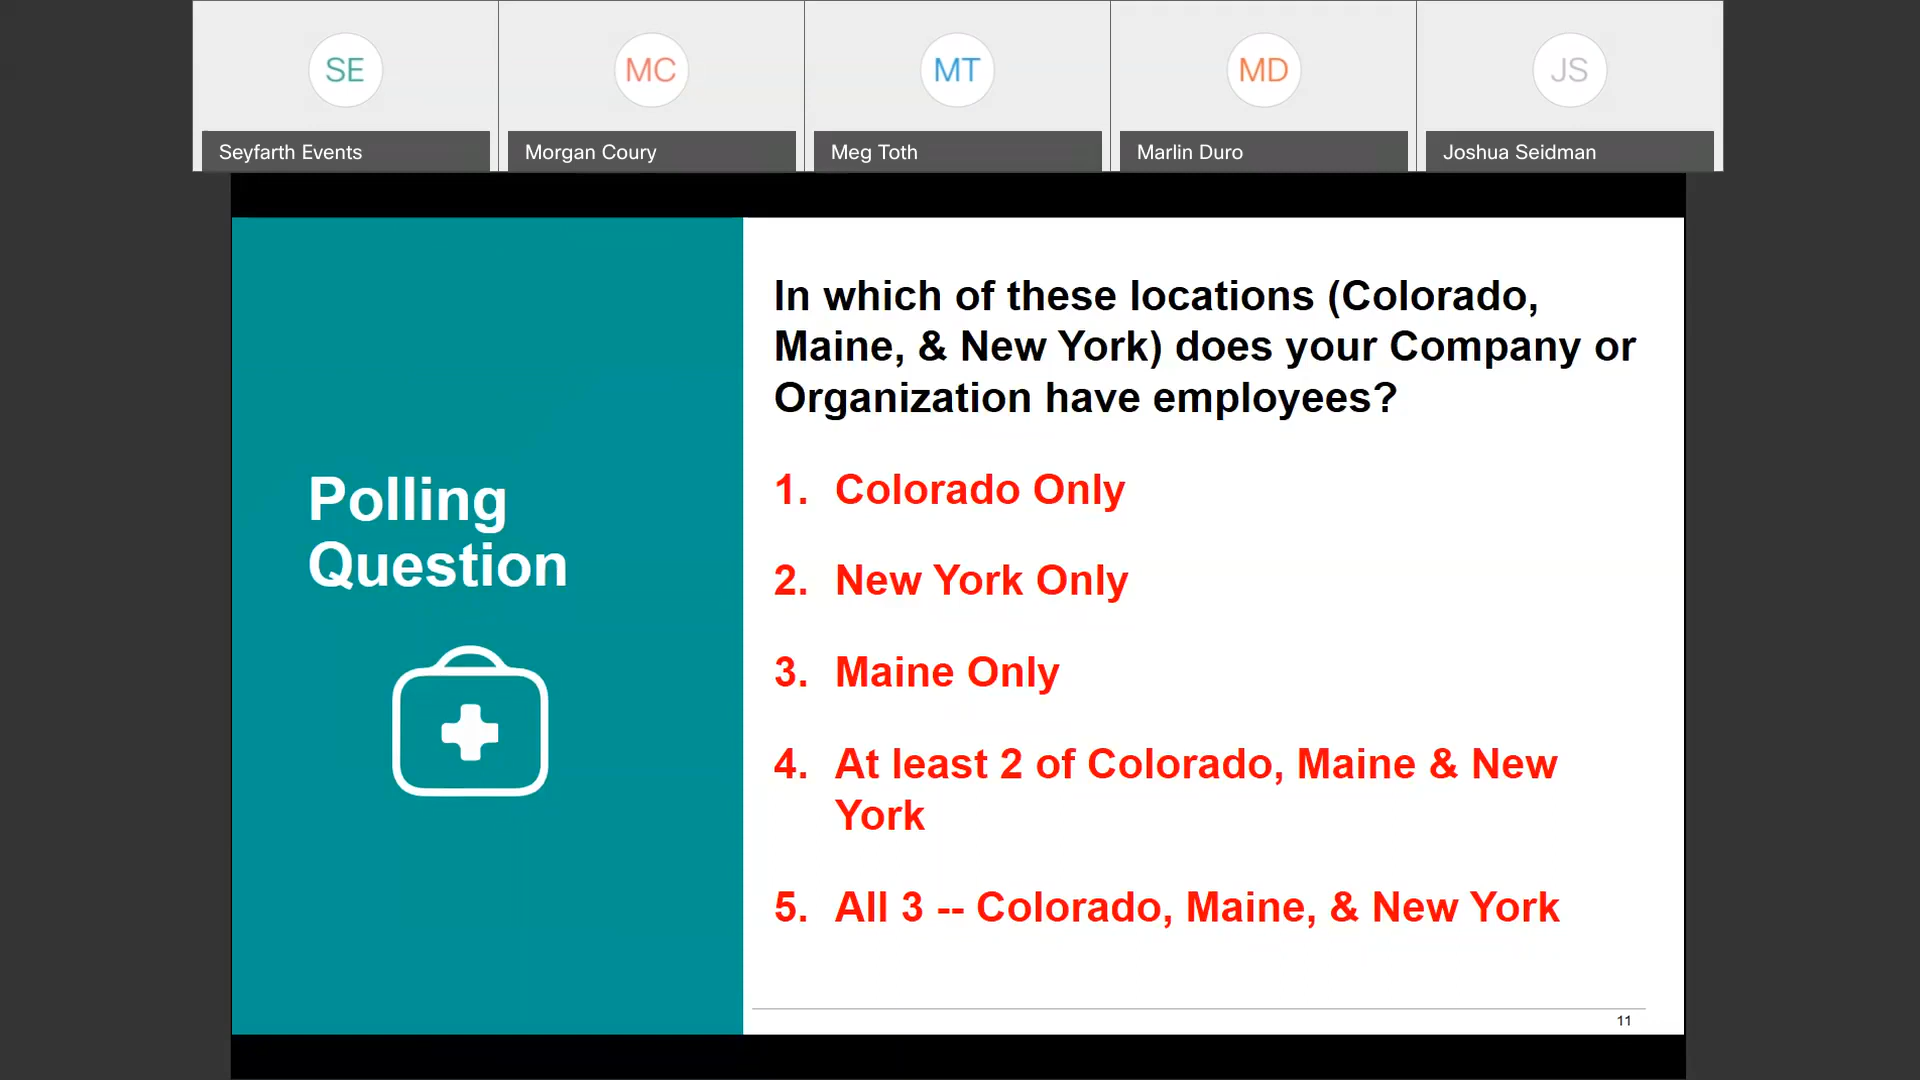 SE
MC
MT
MD
JS
Seyfarth Events
Morgan Coury
Meg Toth
Marlin Duro
Joshua Seidman
Polling
Question
In which of these locations (Colorado,
Maine, & New York) does your Company or
Organization have employees?
1. Colorado Only
2. New York Only
3. Maine Only
4. At least 2 of Colorado, Maine & New
York
5. All 3 -- Colorado, Maine, & New York
11